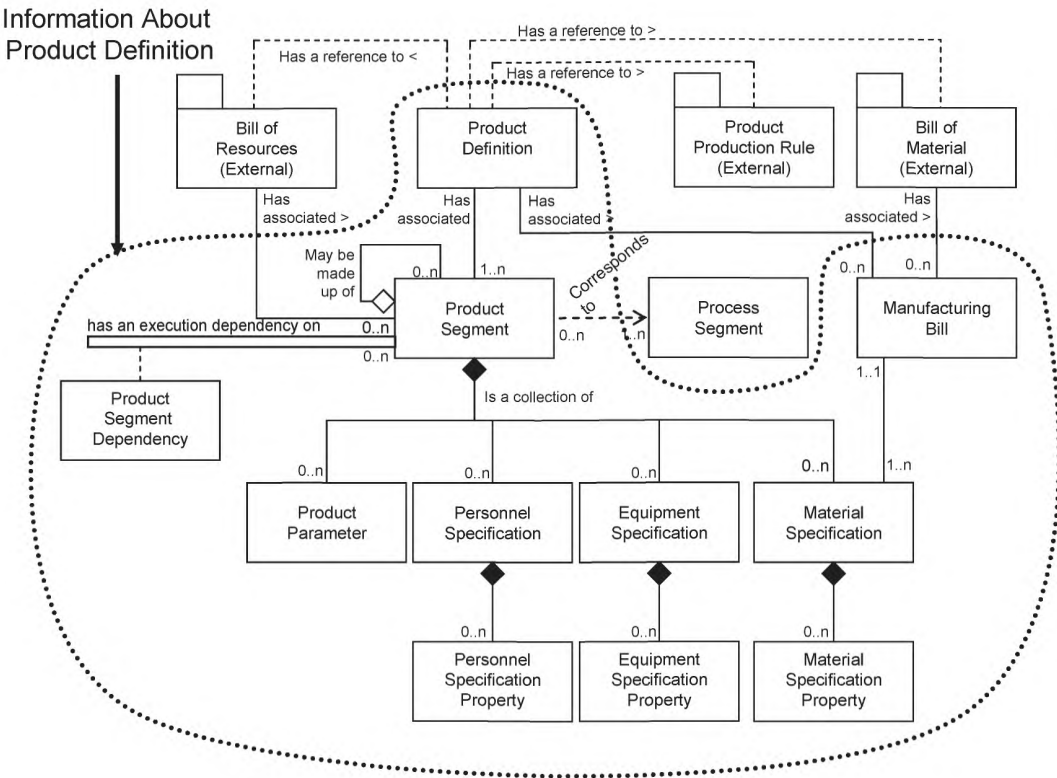 Information About
Product Definition
Has a reference to <
Has a reference to >
Has a reference to >
Bill of
Resources
(External)
Product
Definition
Product
Production Rule
(External)
Bill of
Material
(External)
Has
associated >
Has
associated
Has
associated >
Has
associated >
May be
made
up of
0..n
1..n
Corresponds
to
0..n
0..n
Product
Segment
Process
Segment
Manufacturing
Bill
has an execution dependency on
0..n
0..n
0..n
1..n
Product
Segment
Dependency
Is a collection of
1..1
0..n
0..n
0..n
0..n
1..n
Product
Parameter
Personnel
Specification
Equipment
Specification
Material
Specification
0..n
0..n
0..n
Personnel
Specification
Property
Equipment
Specification
Property
Material
Specification
Property